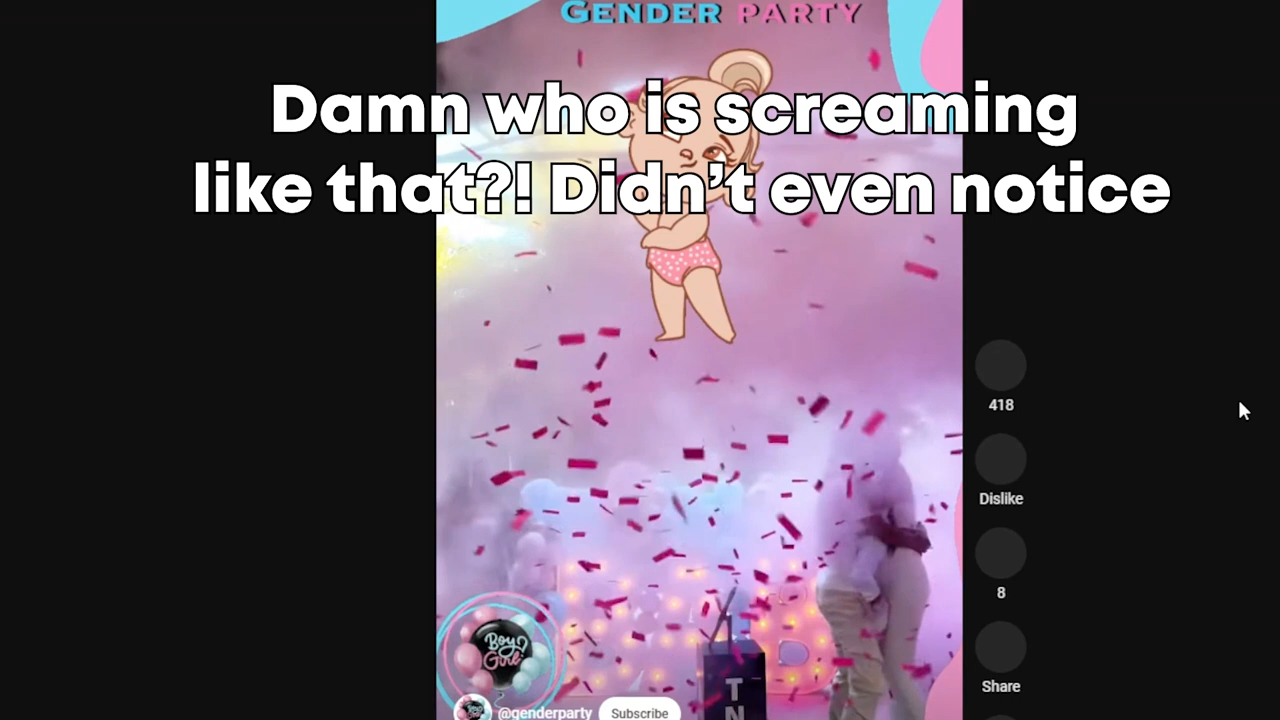 GENDER PARTY
Damn who is screaming
like that?! Didn’t even notice
418
Dislike
8
Boy
Girl
Share
T
N
@genderparty
Subscribe